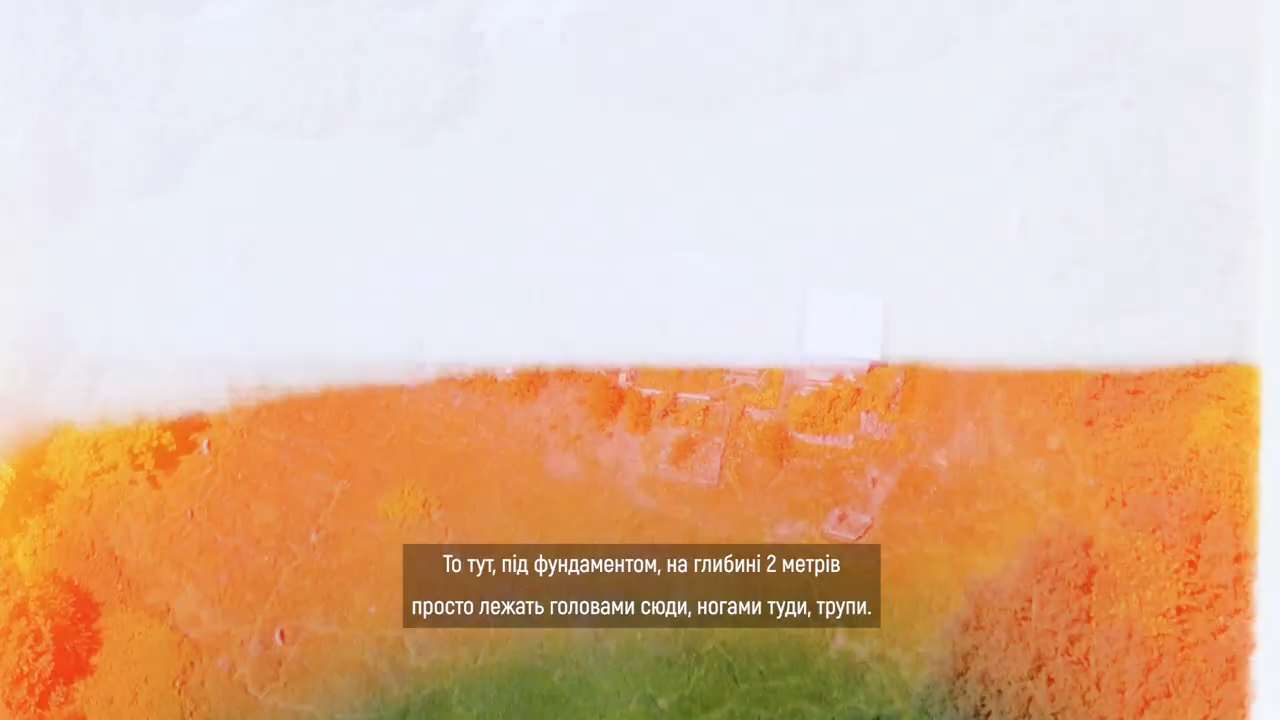 То тут, під фундаментом, на глибині 2 метрів
просто лежать головами сюди, ногами туди, трупи.